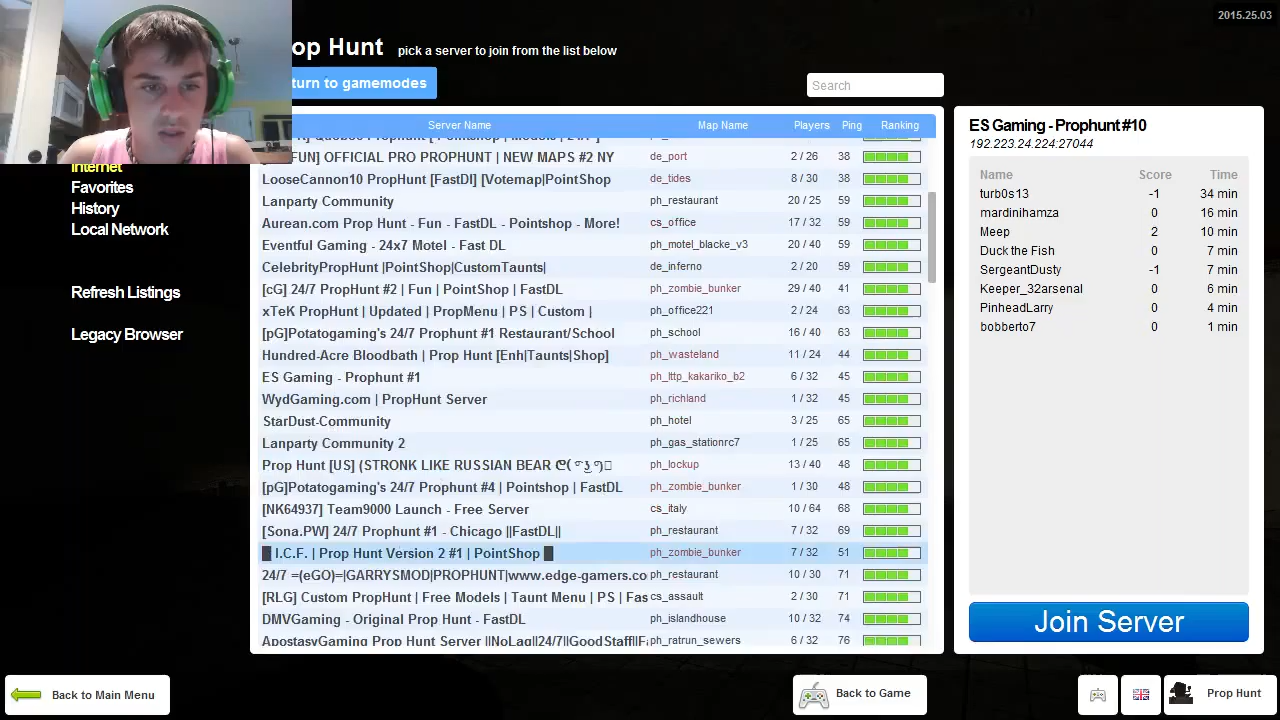 2015.25.03
op Hunt pick a server to join from the list below
turn to gamemodes
Search
Server Name Map Name Players Ping Ranking
FUN] OFFICIAL PRO PROPHUNT | NEW MAPS #2 NY de_port 2 / 26 38
LooseCannon10 PropHunt [FastDl] [Votemap|PointShop de_tides 8 / 30 38
Lanparty Community ph_restaurant 20 / 25 59
Aurean.com Prop Hunt - Fun - FastDL - Pointshop - More! cs_office 17 / 32 59
Eventful Gaming - 24x7 Motel - Fast DL ph_motel_blacke_v3 20 / 40 59
CelebrityPropHunt |PointShop|CustomTaunts| de_inferno 2 / 20 59
[cG] 24/7 PropHunt #2 | Fun | PointShop | FastDL ph_zombie_bunker 29 / 40 41
xTeK PropHunt | Updated | PropMenu | PS | Custom | ph_office221 2 / 24 63
[pG]Potatogaming's 24/7 Prophunt #1 Restaurant/School ph_school 16 / 40 63
Hundred-Acre Bloodbath | Prop Hunt [Enh|Taunts|Shop] ph_wasteland 11 / 24 44
ES Gaming - Prophunt #1 ph_lttp_kakariko_b2 6 / 32 45
WydGaming.com | PropHunt Server ph_richland 1 / 32 45
StarDust-Community ph_hotel 3 / 25 65
Lanparty Community 2 ph_gas_stationrc7 1 / 25 65
Prop Hunt [US] (STRONK LIKE RUSSIAN BEAR ph_lockup 13 / 40 48
[pG]Potatogaming's 24/7 Prophunt #4 | Pointshop | FastDL ph_zombie_bunker 1 / 30 48
[NK64937] Team9000 Launch - Free Server cs_italy 10 / 64 68
[Sona.PW] 24/7 Prophunt #1 - Chicago ||FastDL|| ph_restaurant 7 / 32 69
█ I.C.F. | Prop Hunt Version 2 #1 | PointShop █ ph_zombie_bunker 7 / 32 51
24/7 =(eGO)=|GARRYSMOD|PROPHUNT|www.edge-gamers.co ph_restaurant 10 / 30 71
[RLG] Custom PropHunt | Free Models | Taunt Menu | PS | Fas cs_assault 2 / 30 71
DMVGaming - Original Prop Hunt - FastDL ph_islandhouse 10 / 32 74
ApostasyGaming Prop Hunt Server ||NoLag||24/7||GoodStaff||Fa ph_ratrun_sewers 6 / 32 76
Internet
Favorites
History
Local Network
Refresh Listings
Legacy Browser
ES Gaming - Prophunt #10
192.223.24.224:27044
Name Score Time
turb0s13 -1 34 min
mardinihamza 0 16 min
Meep 2 10 min
Duck the Fish 0 7 min
SergeantDusty -1 7 min
Keeper_32arsenal 0 6 min
PinheadLarry 0 4 min
bobberto7 0 1 min
Join Server
Back to Main Menu
Back to Game
Prop Hunt